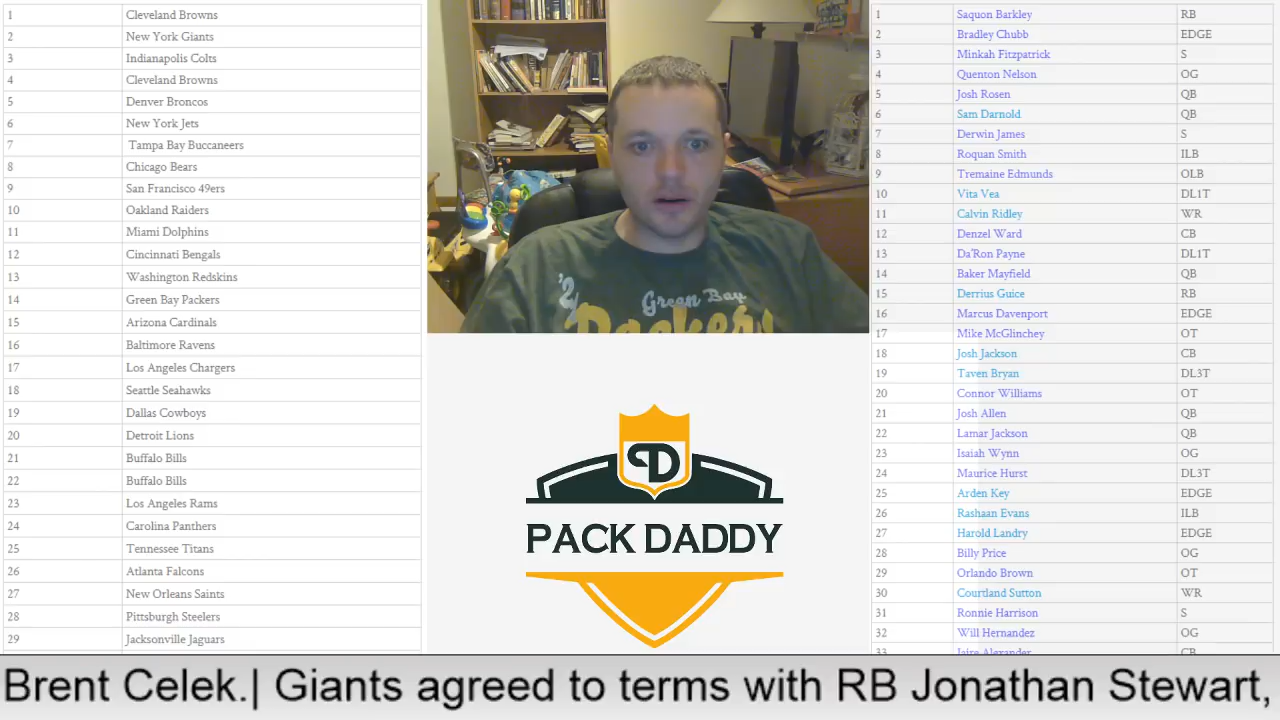 1 Cleveland Browns
2 New York Giants
3 Indianapolis Colts
4 Cleveland Browns
5 Denver Broncos
6 New York Jets
7 Tampa Bay Buccaneers
8 Chicago Bears
9 San Francisco 49ers
10 Oakland Raiders
11 Miami Dolphins
12 Cincinnati Bengals
13 Washington Redskins
14 Green Bay Packers
15 Arizona Cardinals
16 Baltimore Ravens
17 Los Angeles Chargers
18 Seattle Seahawks
19 Dallas Cowboys
20 Detroit Lions
21 Buffalo Bills
22 Buffalo Bills
23 Los Angeles Rams
24 Carolina Panthers
25 Tennessee Titans
26 Atlanta Falcons
27 New Orleans Saints
28 Pittsburgh Steelers
29 Jacksonville Jaguars
Green Bay
Packers
PD
PACK DADDY
1 Saquon Barkley RB
2 Bradley Chubb EDGE
3 Minkah Fitzpatrick S
4 Quenton Nelson OG
5 Josh Rosen QB
6 Sam Darnold QB
7 Derwin James S
8 Roquan Smith ILB
9 Tremaine Edmunds OLB
10 Vita Vea DL1T
11 Calvin Ridley WR
12 Denzel Ward CB
13 Da'Ron Payne DL1T
14 Baker Mayfield QB
15 Derrius Guice RB
16 Marcus Davenport EDGE
17 Mike McGlinchey OT
18 Josh Jackson CB
19 Taven Bryan DL3T
20 Connor Williams OT
21 Josh Allen QB
22 Lamar Jackson QB
23 Isaiah Wynn OG
24 Maurice Hurst DL3T
25 Arden Key EDGE
26 Rashaan Evans ILB
27 Harold Landry EDGE
28 Billy Price OG
29 Orlando Brown OT
30 Courtland Sutton WR
31 Ronnie Harrison S
32 Will Hernandez OG
33 Jaire Alexander CB
Brent Celek.| Giants agreed to terms with RB Jonathan Stewart,